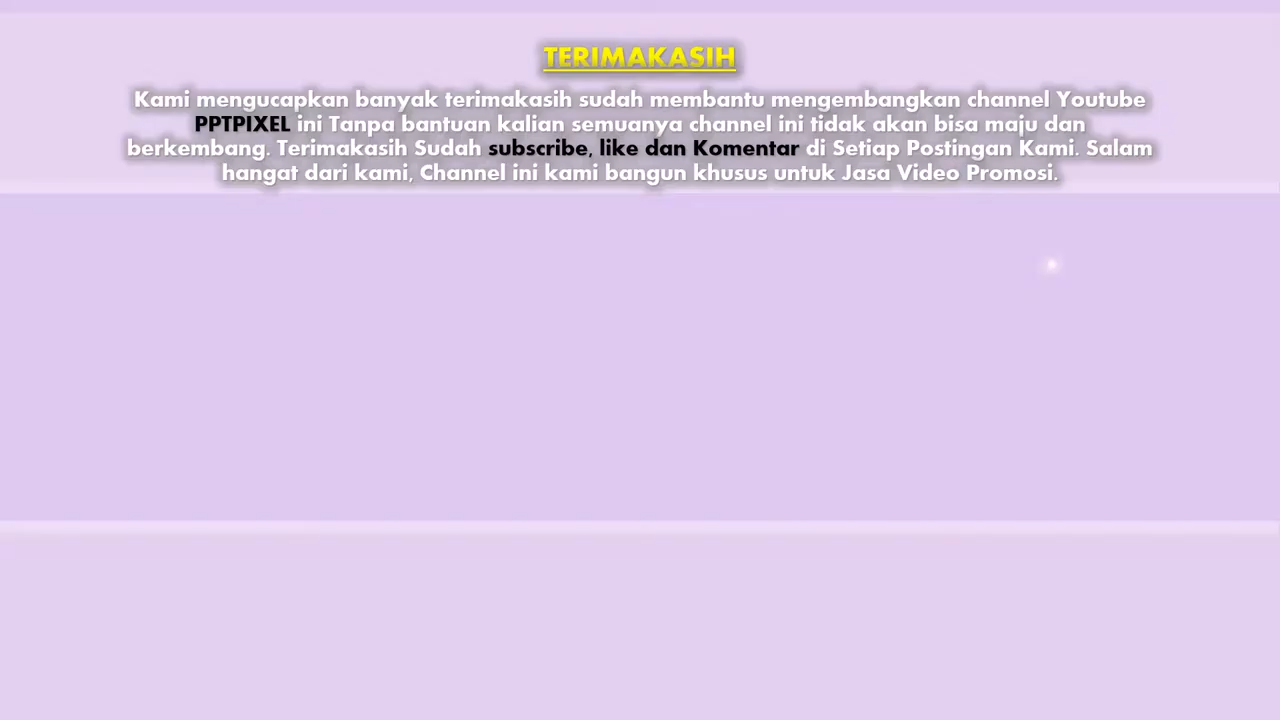 TERIMAKASIH
Kami mengucapkan banyak terimakasih sudah membantu mengembangkan channel Youtube
PPTPIXEL ini Tanpa bantuan kalian semuanya channel ini tidak akan bisa maju dan
berkembang. Terimakasih Sudah subscribe, like dan Komentar di Setiap Postingan Kami. Salam
hangat dari kami, Channel ini kami bangun khusus untuk Jasa Video Promosi.